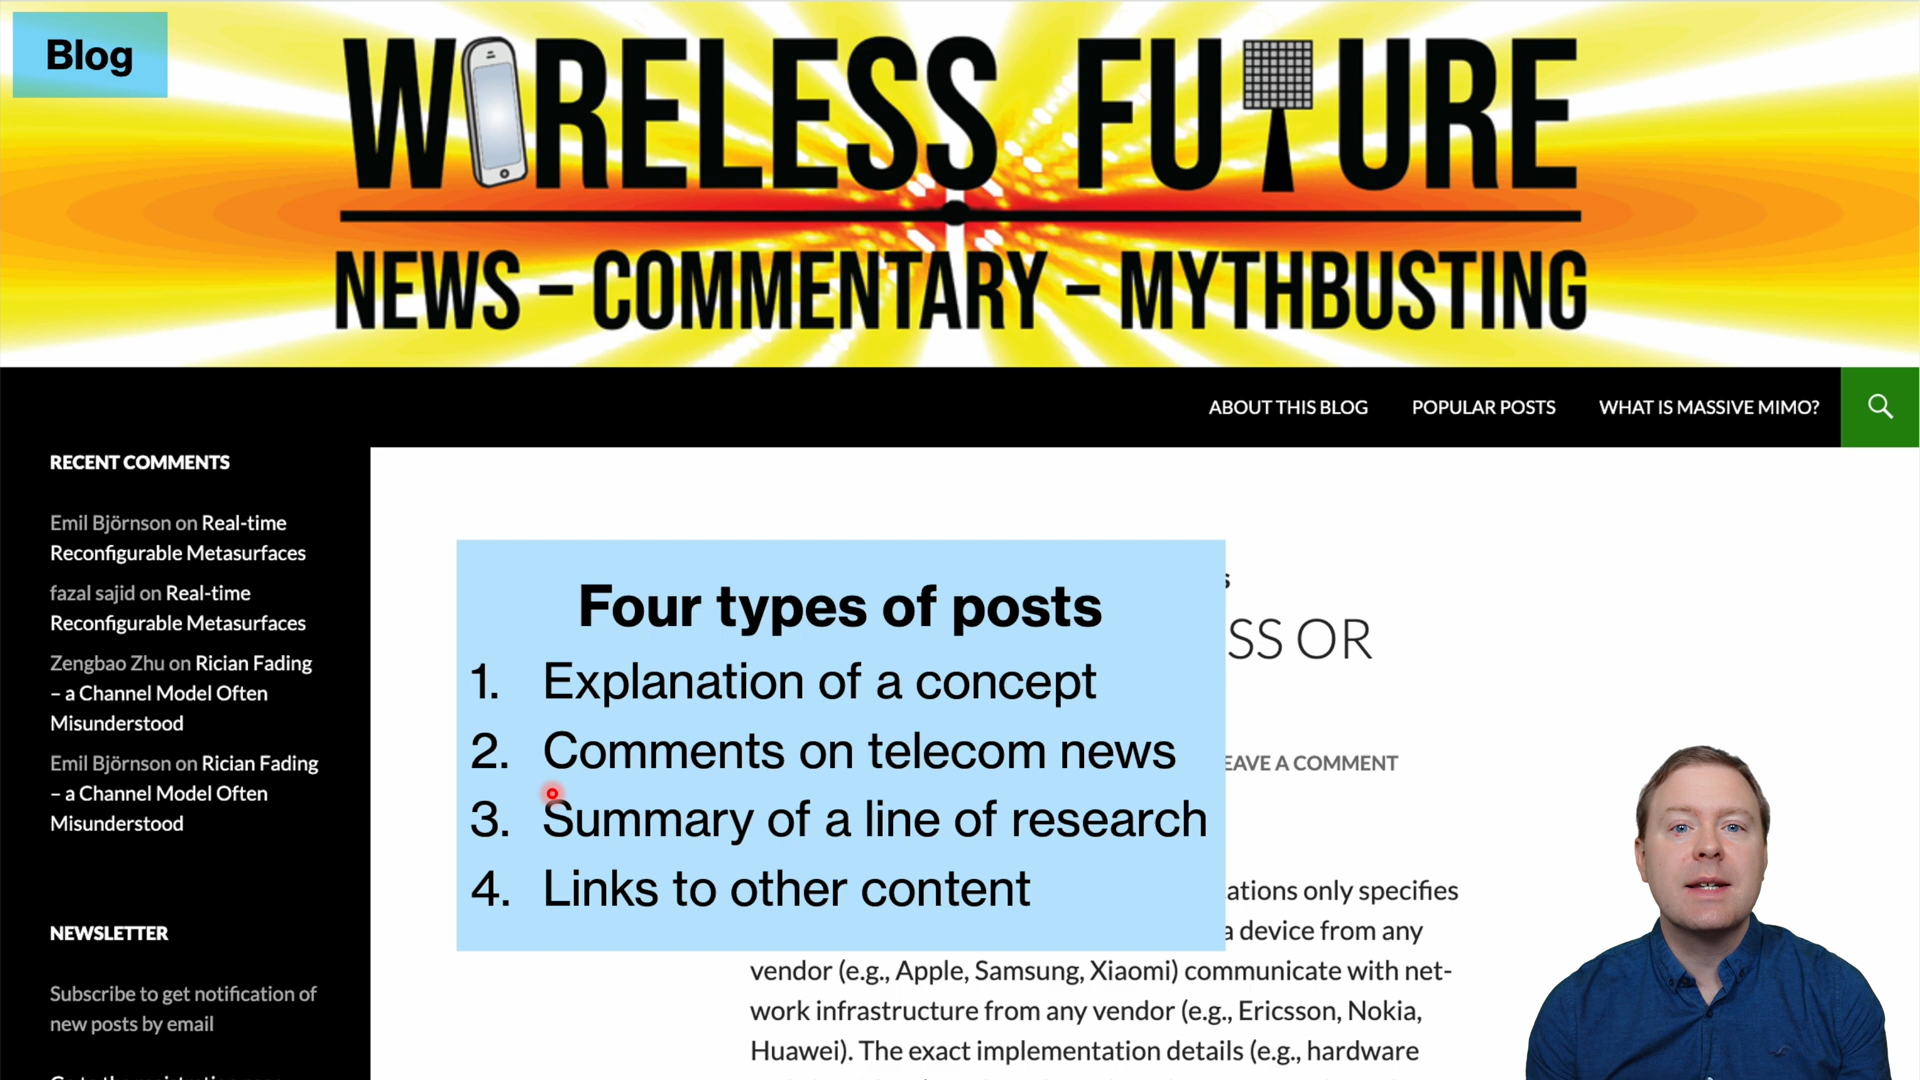 Blog
WIRELESS FUTURE
NEWS – COMMENTARY – MYTHBUSTING
ABOUT THIS BLOG
POPULAR POSTS
WHAT IS MASSIVE MIMO?
RECENT COMMENTS
Emil Björnson on Real-time
Reconfigurable Metasurfaces
fazal sajid on Real-time
Reconfigurable Metasurfaces
Zengbao Zhu on Rician Fading
– a Channel Model Often
Misunderstood
Emil Björnson on Rician Fading
– a Channel Model Often
Misunderstood
NEWSLETTER
Subscribe to get notification of
new posts by email
Four types of posts
1. Explanation of a concept
2. Comments on telecom news
3. Summary of a line of research
4. Links to other content
SS OR
EAVE A COMMENT
ations only specifies
a device from any
vendor (e.g., Apple, Samsung, Xiaomi) communicate with net-
work infrastructure from any vendor (e.g., Ericsson, Nokia,
Huawei). The exact implementation details (e.g., hardware